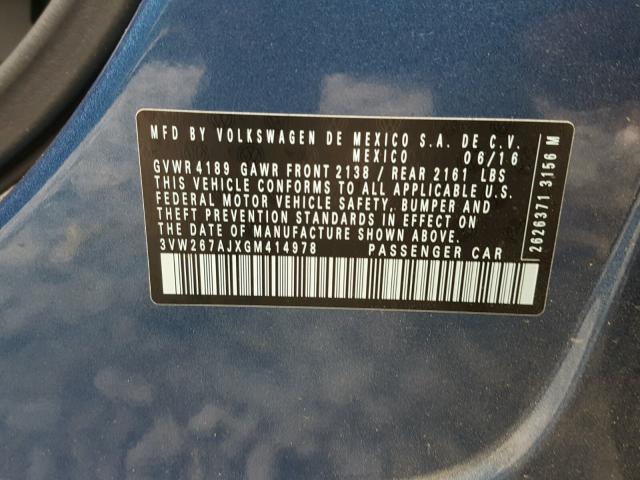 MFD BY VOLKSWAGEN DE MEXICO S.A. DE C.V.
MEXICO 06/16
GVWR 4189 GAWR FRONT 2138 / REAR 2161 LBS
THIS VEHICLE CONFORMS TO ALL APPLICABLE U.S.
FEDERAL MOTOR VEHICLE SAFETY, BUMPER AND
THEFT PREVENTION STANDARDS IN EFFECT ON
THE DATE OF MANUFACTURE SHOWN ABOVE
3VW267AJXGM414978 PASSENGER CAR
2626371 3156 M